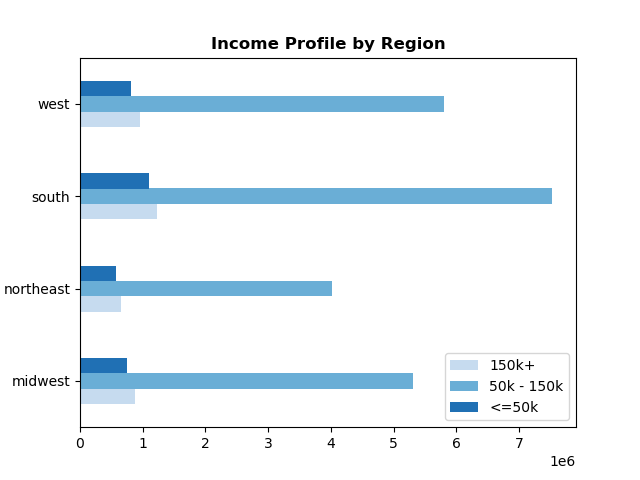 Income Profile by Region
west
south
northeast
midwest
150k+
50k - 150k
<=50k
0 1 2 3 4 5 6 7
1e6